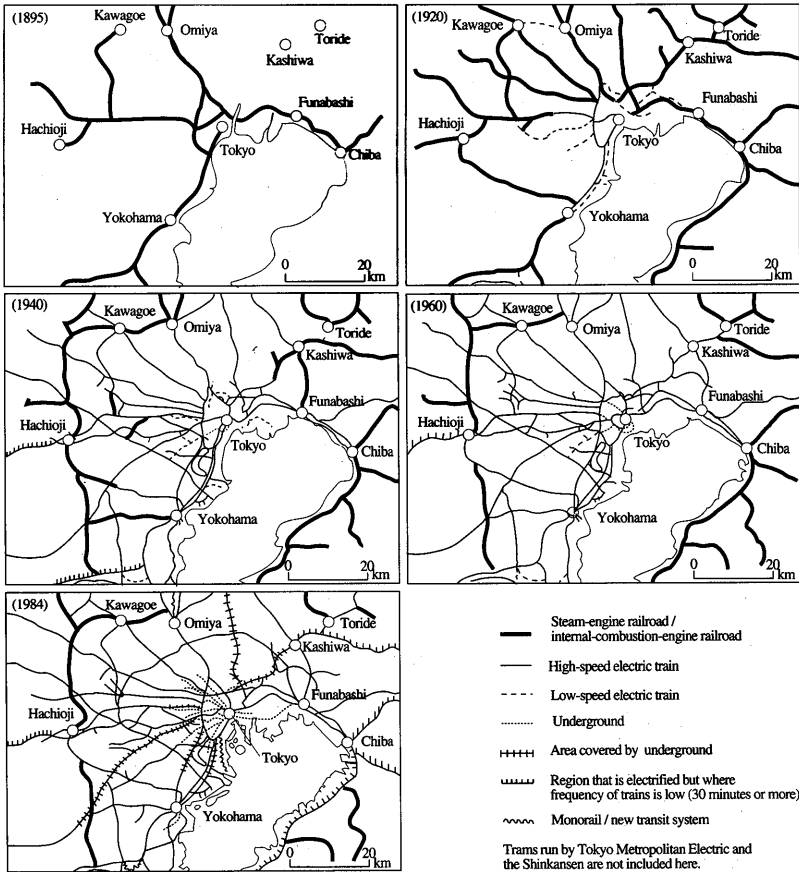 (1895)
Kawagoe
Omiya
Toride
Kashiwa
Funabashi
Hachioji
Tokyo
Chiba
Yokohama
0 20
km
(1920)
Kawagoe
Omiya
Toride
Kashiwa
Funabashi
Hachioji
Tokyo
Chiba
Yokohama
0 20
km
(1940)
Kawagoe
Omiya
Toride
Kashiwa
Funabashi
Hachioji
Tokyo
Chiba
Yokohama
0 20
km
(1960)
Kawagoe
Omiya
Toride
Kashiwa
Funabashi
Hachioji
Tokyo
Chiba
Yokohama
0 20
km
(1984)
Kawagoe
Omiya
Toride
Kashiwa
Funabashi
Hachioji
Chiba
Tokyo
Yokohama
0 20
km
Steam-engine railroad /
internal-combustion-engine railroad
High-speed electric train
Low-speed electric train
Underground
Area covered by underground
Region that is electrified but where
frequency of trains is low (30 minutes or more)
Monorail / new transit system
Trams run by Tokyo Metropolitan Electric and
the Shinkansen are not included here.